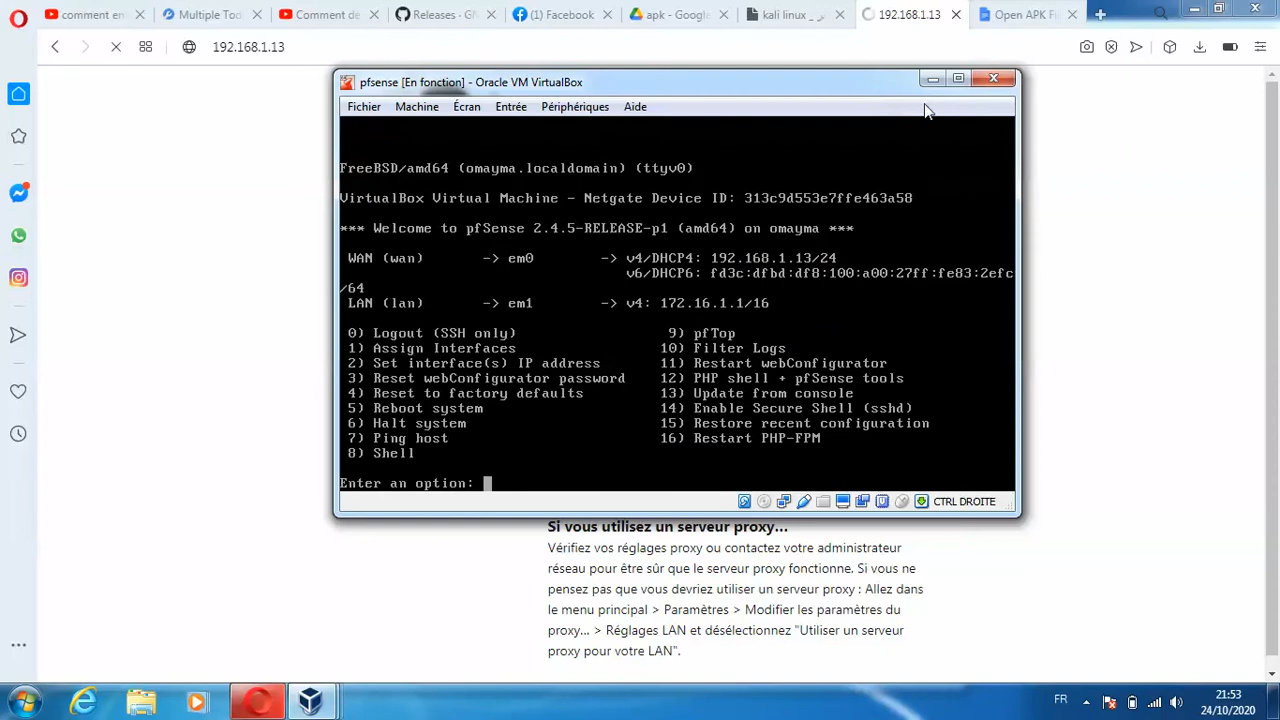 comment en
Multiple To
Comment de
Releases · GN
(1) Facebook
apk - Google
kali linux _
192.168.1.13
Open APK F
192.168.1.13
pfsense [En fonction] - Oracle VM VirtualBox
Fichier Machine Écran Entrée Périphériques Aide
FreeBSD/amd64 (omayma.localdomain) (ttyv0)
VirtualBox Virtual Machine - Netgate Device ID: 313c9d553e7ffe463a58
*** Welcome to pfSense 2.4.5-RELEASE-p1 (amd64) on omayma ***
WAN (wan) -> em0 -> v4/DHCP4: 192.168.1.13/24
v6/DHCP6: fd3c:dfbd:df8:100:a00:27ff:fe83:2efc
/64
LAN (lan) -> em1 -> v4: 172.16.1.1/16
0) Logout (SSH only) 9) pfTop
1) Assign Interfaces 10) Filter Logs
2) Set interface(s) IP address 11) Restart webConfigurator
3) Reset webConfigurator password 12) PHP shell + pfSense tools
4) Reset to factory defaults 13) Update from console
5) Reboot system 14) Enable Secure Shell (sshd)
6) Halt system 15) Restore recent configuration
7) Ping host 16) Restart PHP-FPM
8) Shell
Enter an option:
CTRL DROITE
Si vous utilisez un serveur proxy...
Vérifiez vos réglages proxy ou contactez votre administrateur
réseau pour être sûr que le serveur proxy fonctionne. Si vous ne
pensez pas que vous devriez utiliser un serveur proxy : Allez dans
le menu principal > Paramètres > Modifier les paramètres du
proxy... > Réglages LAN et désélectionnez "Utiliser un serveur
proxy pour votre LAN".
FR
21:53
24/10/2020